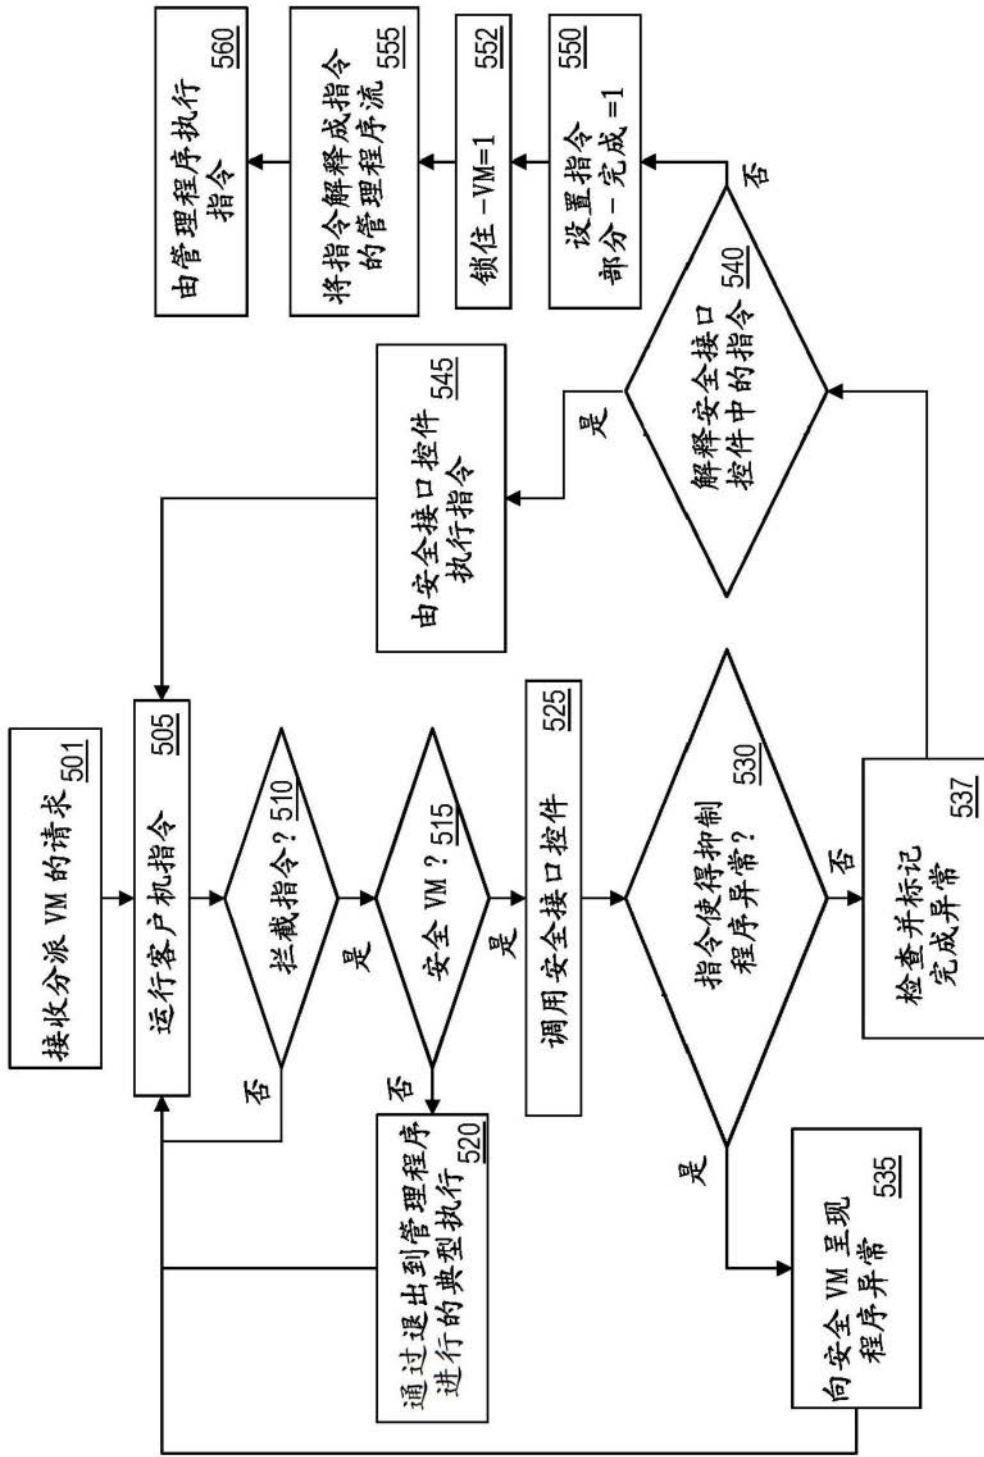 接收分派 VM 的请求
501
运行客户机指令
505
拦截指令?
510
否
是
安全 VM?
515
否
是
通过退出到管理程序
进行的典型执行
520
调用安全接口控件
525
指令使得抑制
程序异常?
530
是
否
向安全 VM 呈现
程序异常
535
检查并标记
完成异常
537
解释安全接口
控件中的指令
540
是
否
由安全接口控件
执行指令
545
设置指令
部分-完成=1
550
锁住-VM=1
552
将指令解释成指令
的管理程序流
555
由管理程序执行
指令
560